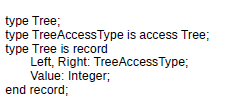 type Tree;
type TreeAccessType is access Tree;
type Tree is record
Left, Right: TreeAccessType;
Value: Integer;
end record;